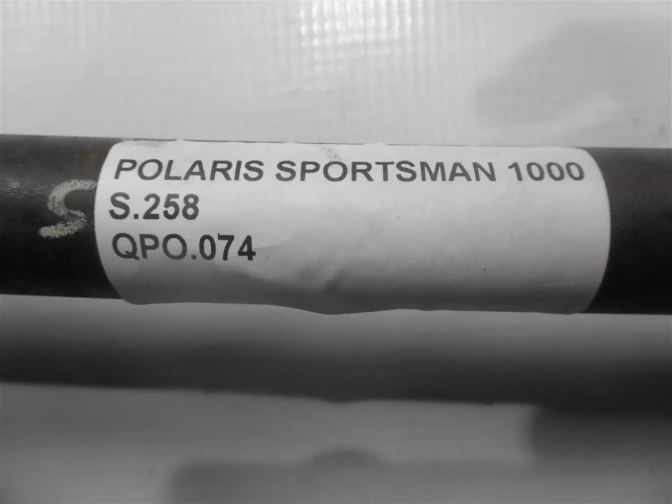 POLARIS SPORTSMAN 1000
S.258
QPO.074
S